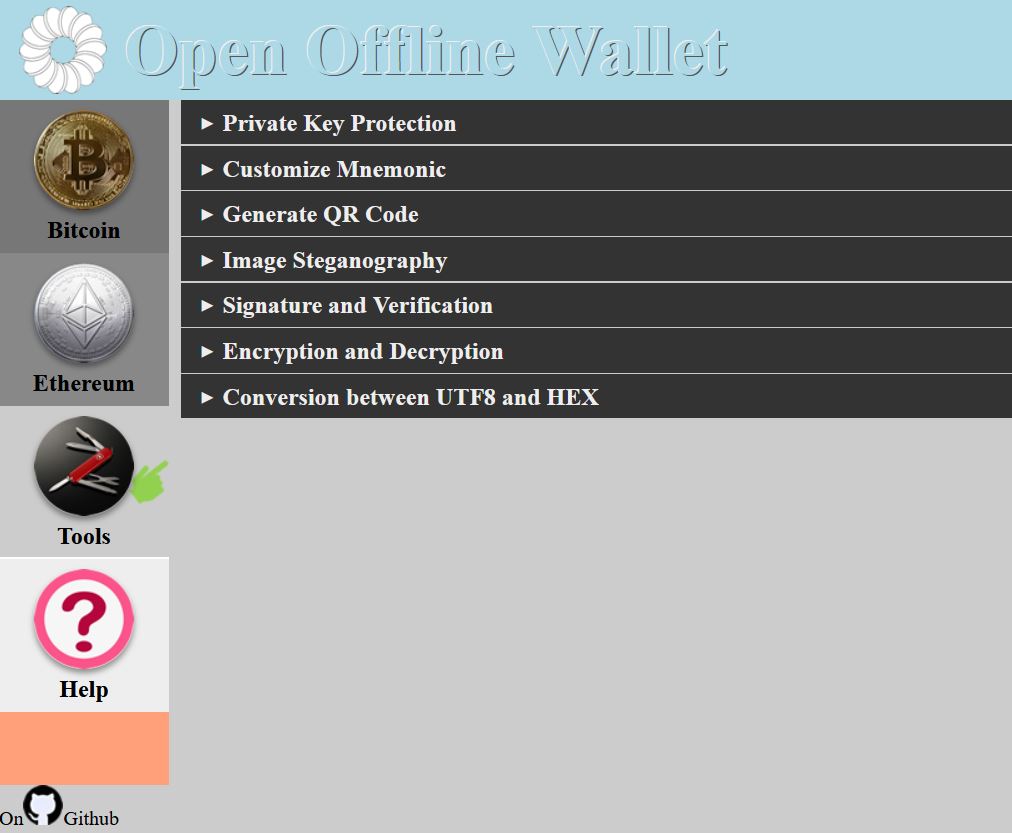 Open Offline Wallet
Bitcoin
Ethereum
Tools
Help
On Github
► Private Key Protection
► Customize Mnemonic
► Generate QR Code
► Image Steganography
► Signature and Verification
► Encryption and Decryption
► Conversion between UTF8 and HEX